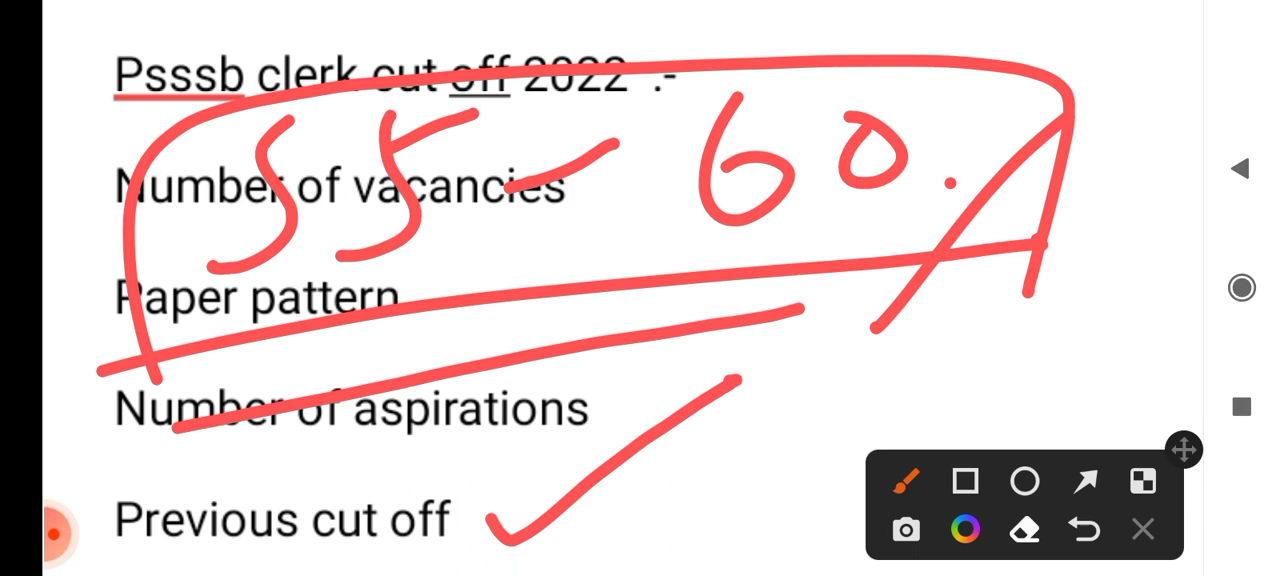 Psssb clerk cut off 2022 :-
55 - 60.
Number of vacancies
Paper pattern
Number of aspirations
Previous cut off